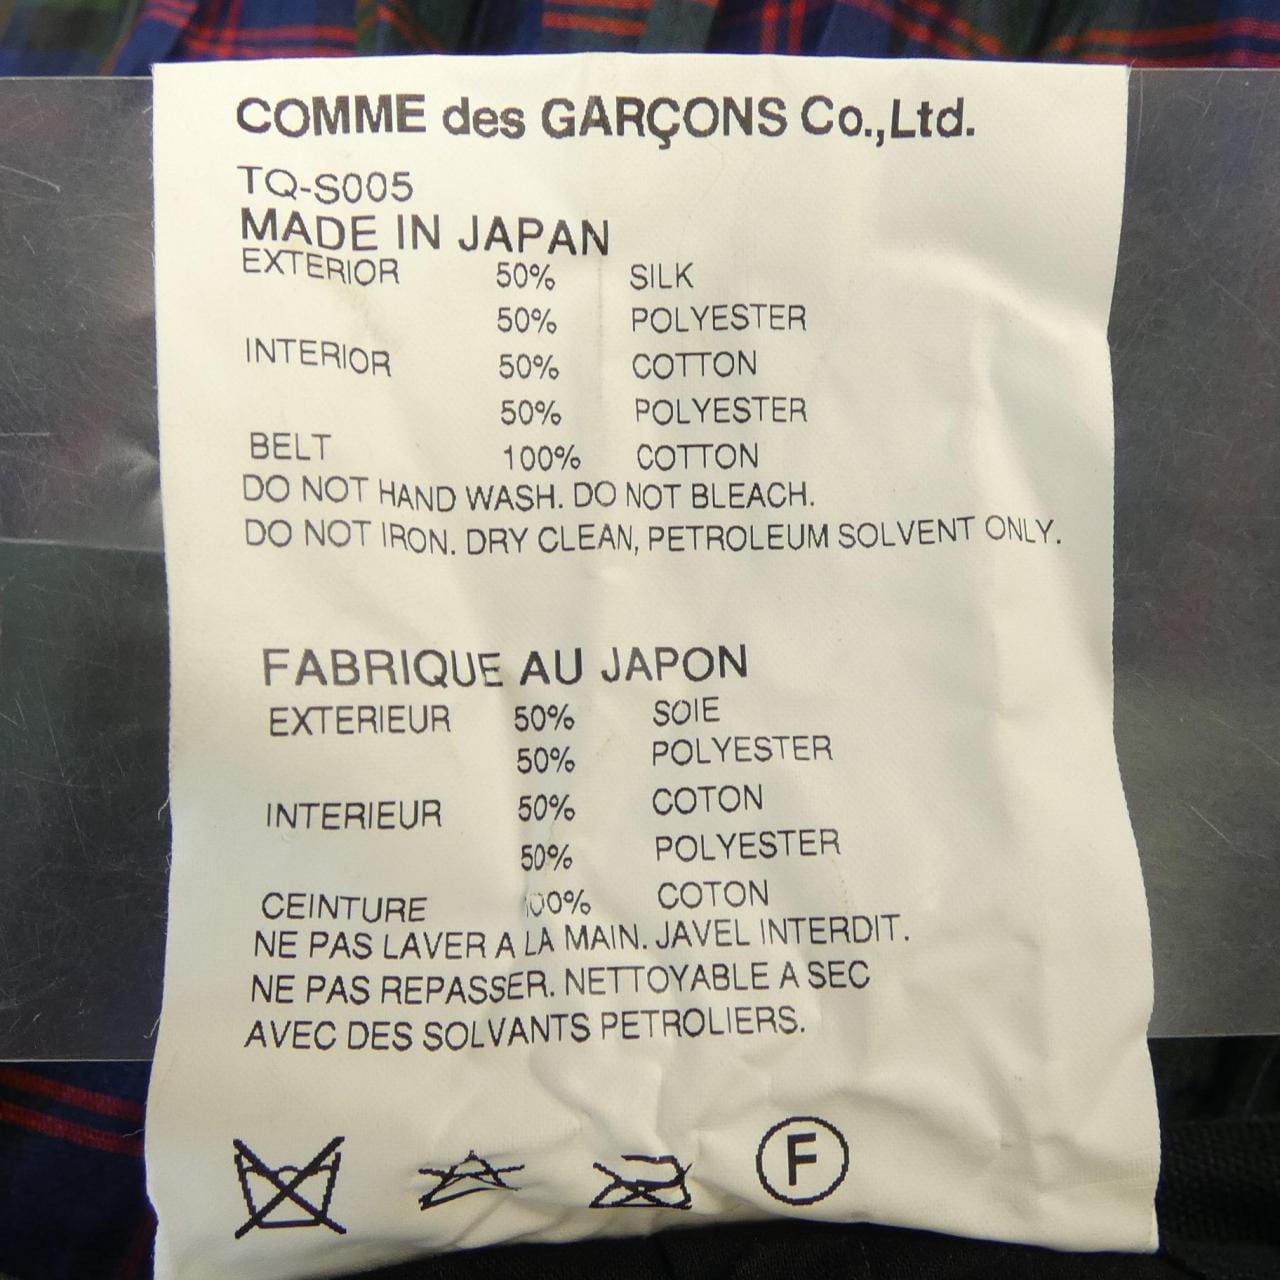 COMME des GARÇONS Co.,Ltd.
TQ-S005
MADE IN JAPAN
EXTERIOR 50% SILK
50% POLYESTER
INTERIOR 50% COTTON
50% POLYESTER
BELT 100% COTTON
DO NOT HAND WASH. DO NOT BLEACH.
DO NOT IRON. DRY CLEAN, PETROLEUM SOLVENT ONLY.
FABRIQUE AU JAPON
EXTERIEUR 50% SOIE
50% POLYESTER
INTERIEUR 50% COTON
50% POLYESTER
CEINTURE 100% COTON
NE PAS LAVER A LA MAIN. JAVEL INTERDIT.
NE PAS REPASSER. NETTOYABLE A SEC
AVEC DES SOLVANTS PETROLIERS.
F